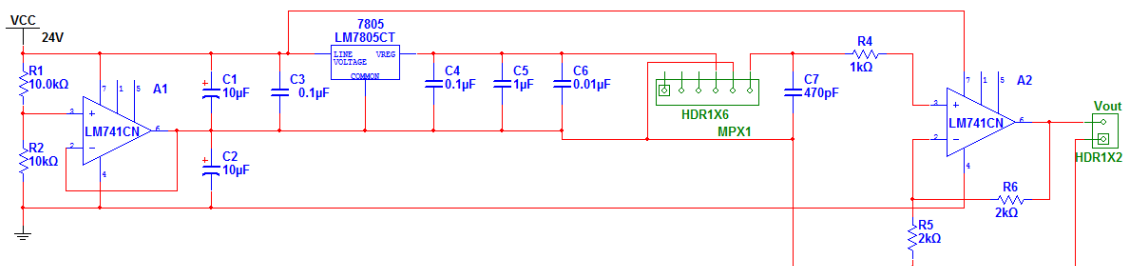 VCC
24V
R1
10.0kΩ
R2
10kΩ
3
2
7
1
5
4
6
A1
LM741CN
C1
10µF
C2
10µF
C3
0.1µF
7805
LM7805CT
LINE VREG
VOLTAGE
COMMON
C4
0.1µF
C5
1µF
C6
0.01µF
HDR1X6
MPX1
C7
470pF
R4
1kΩ
3
2
7
1
5
4
6
A2
LM741CN
R6
2kΩ
R5
2kΩ
Vout
HDR1X2